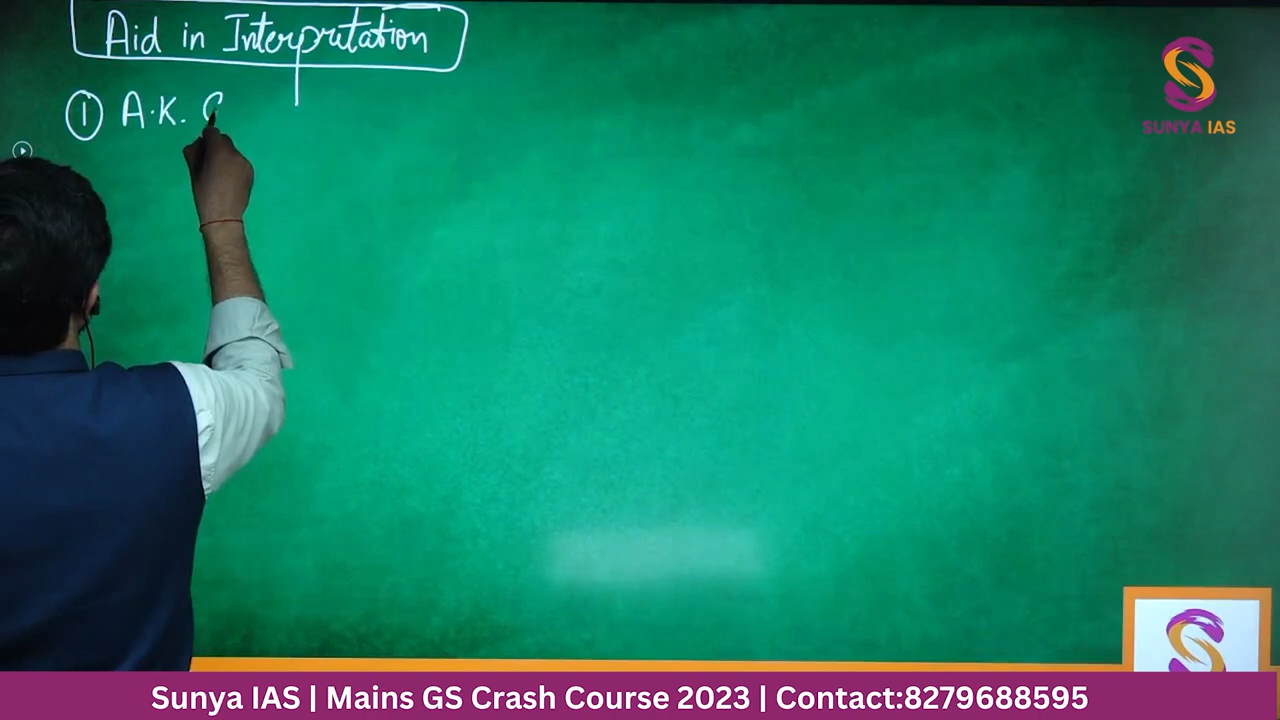 Aid in Interpretation
① A.K.
SUNYA IAS
Sunya IAS | Mains GS Crash Course 2023 | Contact:8279688595